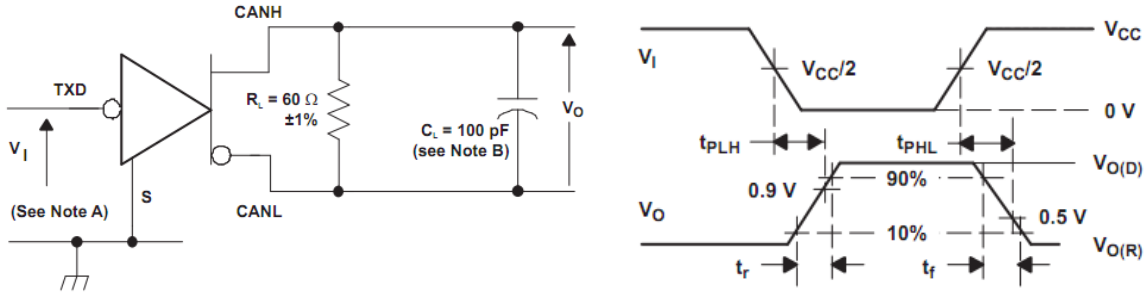 CANH
TXD
R_L = 60 Ω
±1%
C_L = 100 pF
(see Note B)
V_O
V_I
(See Note A)
S
CANL
V_I
V_CC
V_CC/2
V_CC/2
0 V
t_PLH
t_PHL
V_O(D)
90%
0.9 V
V_O
0.5 V
10%
V_O(R)
t_r
t_f